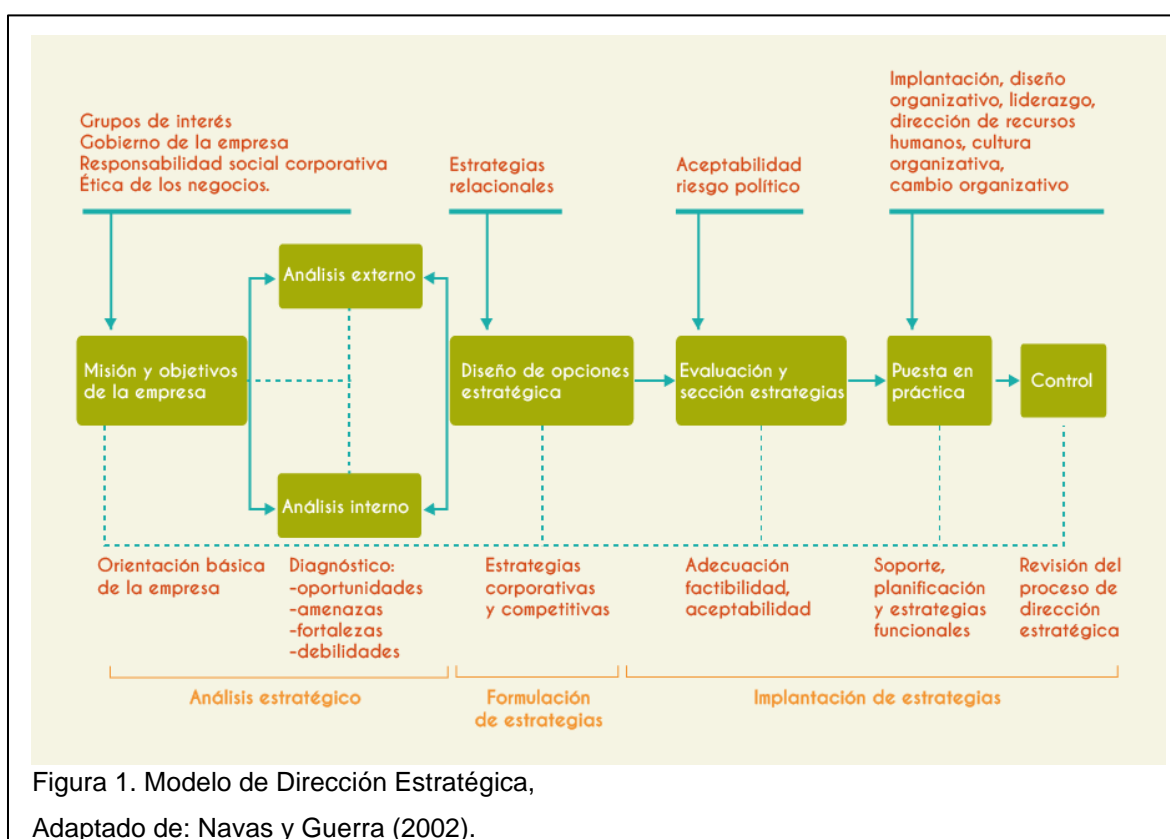 Grupos de interés
Gobierno de la empresa
Responsabilidad social corporativa
Ética de los negocios.
Estrategias
relacionales
Aceptabilidad
riesgo político
Implantación, diseño
organizativo, liderazgo,
dirección de recursos
humanos, cultura
organizativa,
cambio organizativo
Análisis externo
Misión y objetivos
de la empresa
Diseño de opciones
estratégica
Evaluación y
sección estrategias
Puesta en
práctica
Control
Análisis interno
Orientación básica
de la empresa
Diagnóstico:
-oportunidades
-amenazas
-fortalezas
-debilidades
Estrategias
corporativas
y competitivas
Adecuación
factibilidad,
aceptabilidad
Soporte,
planificación
y estrategias
funcionales
Revisión del
proceso de
dirección
estratégica
Análisis estratégico
Formulación
de estrategias
Implantación de estrategias
Figura 1. Modelo de Dirección Estratégica,
Adaptado de: Navas y Guerra (2002).